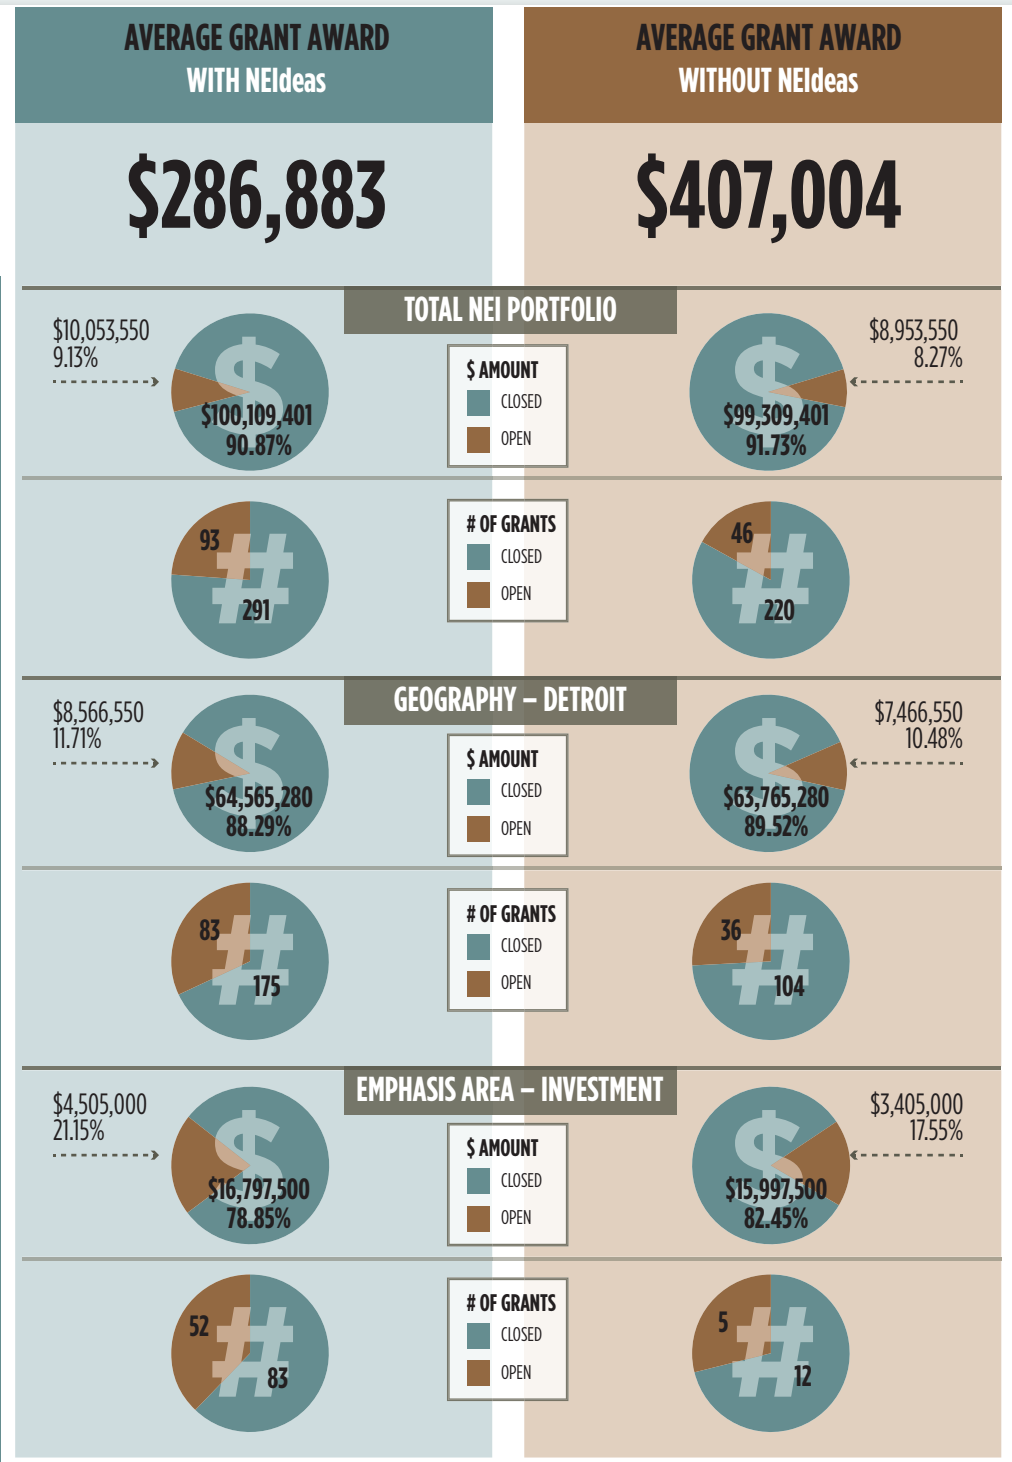 AVERAGE GRANT AWARD
WITH NEIdeas
AVERAGE GRANT AWARD
WITHOUT NEIdeas
$286,883
$407,004
TOTAL NEI PORTFOLIO
$10,053,550
9.13%
$
$100,109,401
90.87%
$ AMOUNT
CLOSED
OPEN
$
$99,309,401
91.73%
$8,953,550
8.27%
93
#
291
# OF GRANTS
CLOSED
OPEN
46
#
220
GEOGRAPHY – DETROIT
$8,566,550
11.71%
$
$64,565,280
88.29%
$ AMOUNT
CLOSED
OPEN
$
$63,765,280
89.52%
$7,466,550
10.48%
83
#
175
# OF GRANTS
CLOSED
OPEN
36
#
104
EMPHASIS AREA – INVESTMENT
$4,505,000
21.15%
$
$16,797,500
78.85%
$ AMOUNT
CLOSED
OPEN
$
$15,997,500
82.45%
$3,405,000
17.55%
52
#
83
# OF GRANTS
CLOSED
OPEN
5
#
12